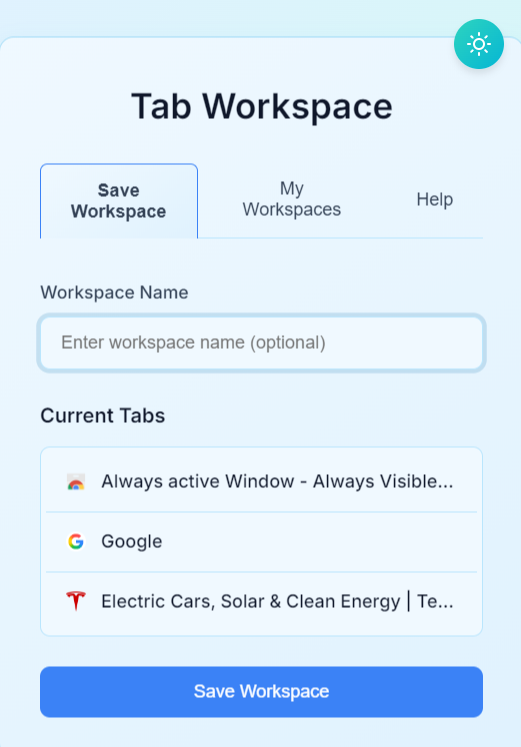 Tab Workspace
Save
Workspace
My
Workspaces
Help
Workspace Name
Enter workspace name (optional)
Current Tabs
Always active Window - Always Visible...
Google
Electric Cars, Solar & Clean Energy | Te...
Save Workspace